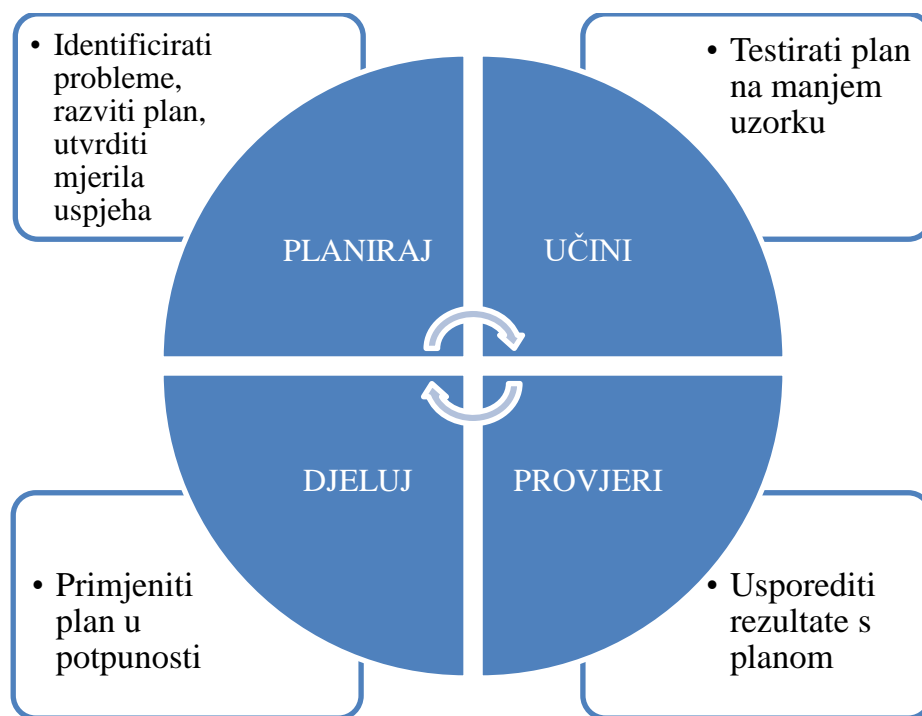 • Identificirati
probleme,
razviti plan,
utvrditi
mjerila
uspjeha
• Testirati plan
na manjem
uzorku
PLANIRAJ
UČINI
DJELUJ
PROVJERI
• Primjeniti
plan u
potpunosti
• Usporediti
rezultate s
planom